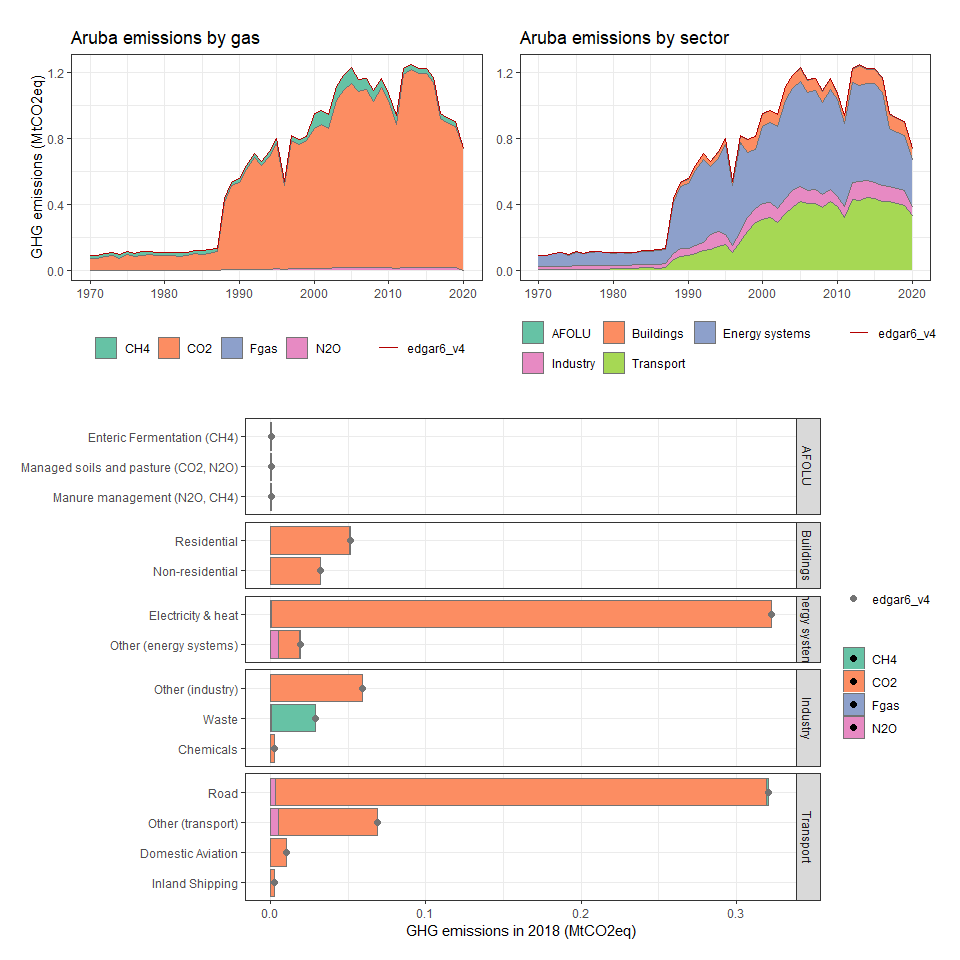 Aruba emissions by gas
GHG emissions (MtCO2eq)
1.2
0.8
0.4
0.0
1970 1980 1990 2000 2010 2020
CH4 CO2 Fgas N2O edgar6_v4
Aruba emissions by sector
1.2
0.8
0.4
0.0
1970 1980 1990 2000 2010 2020
AFOLU Buildings Energy systems edgar6_v4
Industry Transport
Enteric Fermentation (CH4)
Managed soils and pasture (CO2, N2O)
Manure management (N2O, CH4)
AFOLU
Residential
Non-residential
Buildings
Electricity & heat
Other (energy systems)
nergy system
Other (industry)
Waste
Chemicals
Industry
Road
Other (transport)
Domestic Aviation
Inland Shipping
Transport
0.0 0.1 0.2 0.3
GHG emissions in 2018 (MtCO2eq)
edgar6_v4
CH4
CO2
Fgas
N2O